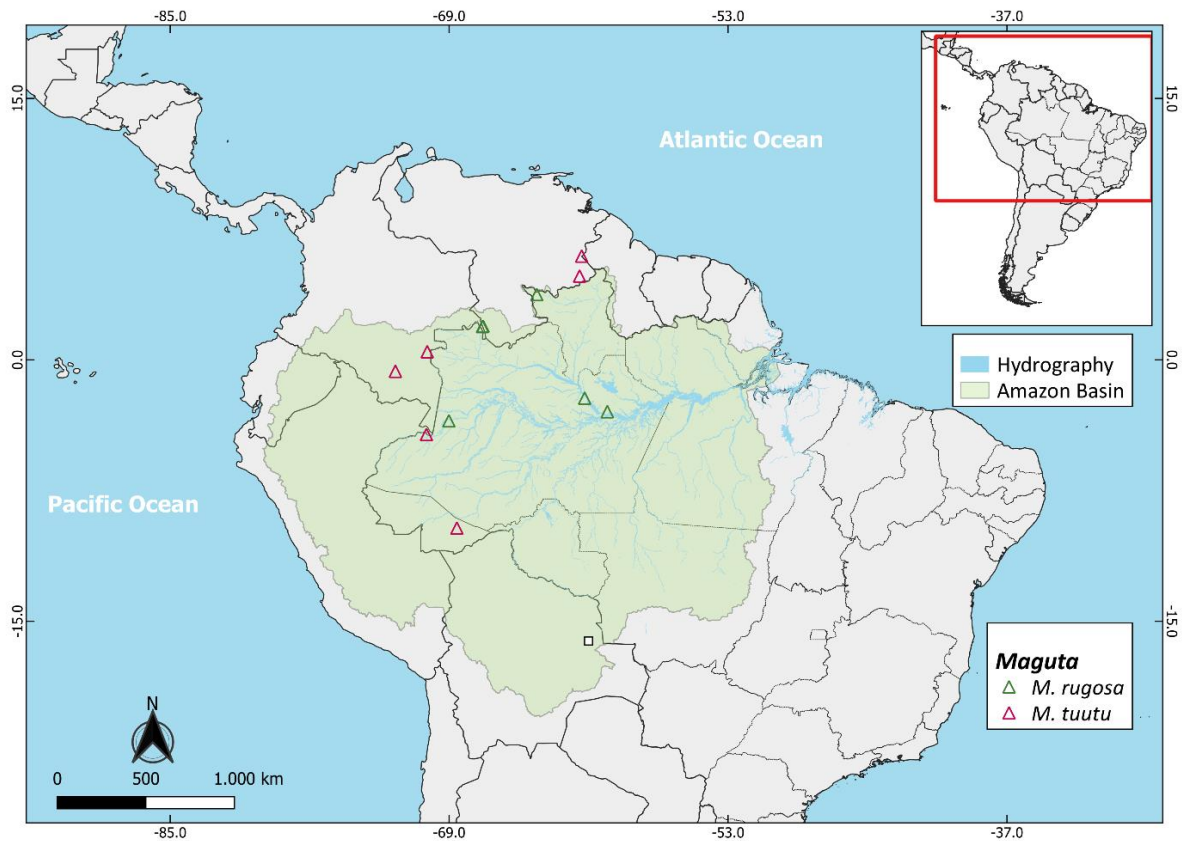 -85.0 -69.0 -53.0 -37.0
15.0 15.0
Atlantic Ocean
Hydrography
Amazon Basin
0.0 0.0
Pacific Ocean
-15.0 -15.0
Maguta
M. rugosa
M. tuutu
N
0 500 1.000 km
-85.0 -69.0 -53.0 -37.0